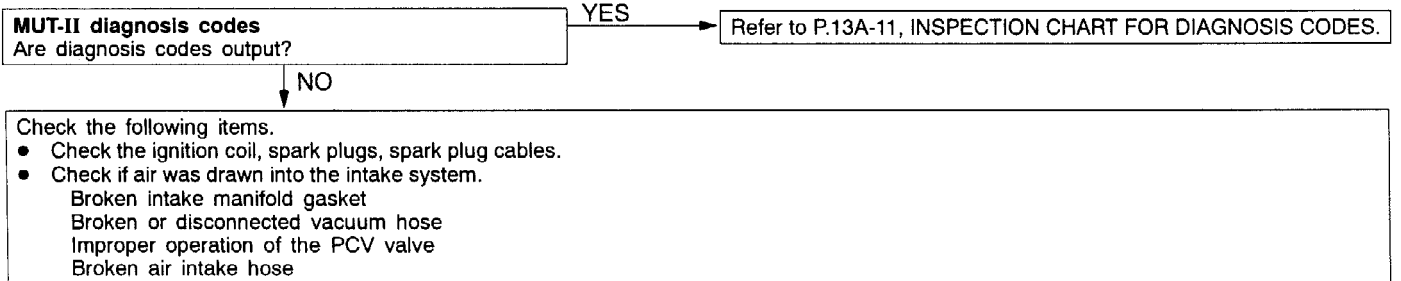 MUT-II diagnosis codes
Are diagnosis codes output?
YES
Refer to P.13A-11, INSPECTION CHART FOR DIAGNOSIS CODES.
NO
Check the following items.
● Check the ignition coil, spark plugs, spark plug cables.
● Check if air was drawn into the intake system.
Broken intake manifold gasket
Broken or disconnected vacuum hose
Improper operation of the PCV valve
Broken air intake hose